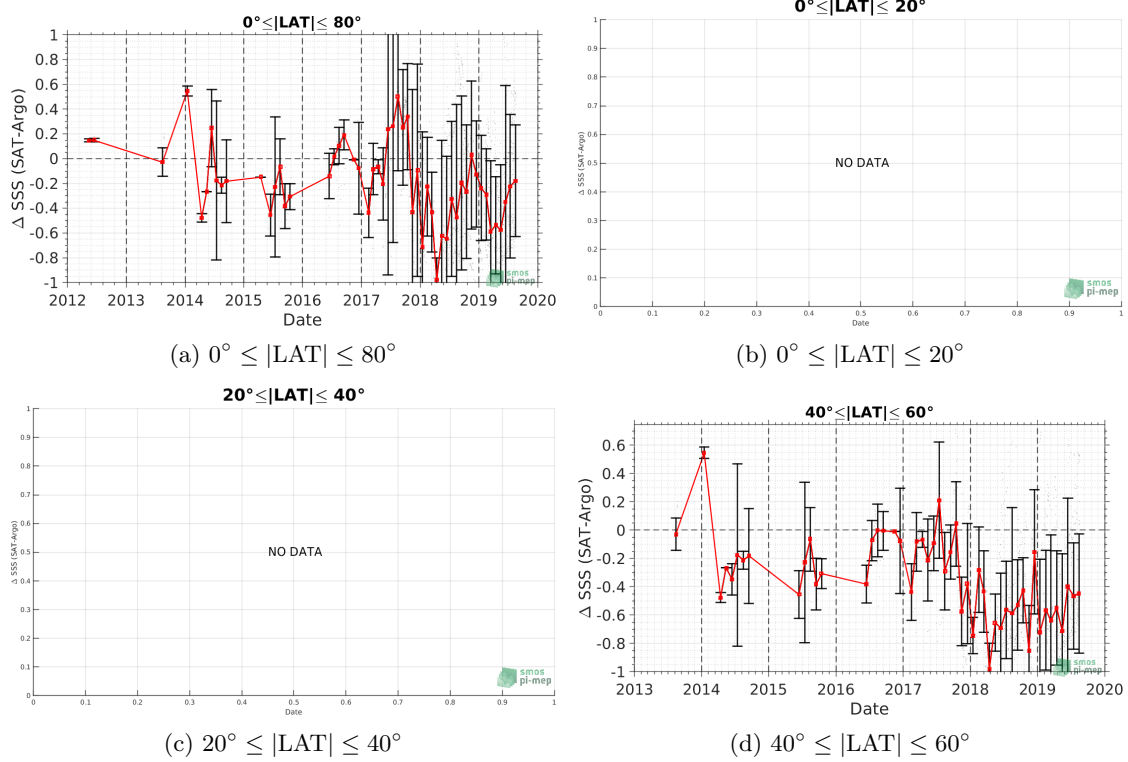 0°≤|LAT|≤ 80°
1
0.8
0.6
0.4
0.2
0
-0.2
-0.4
-0.6
-0.8
-1
Δ SSS (SAT-Argo)
2012 2013 2014 2015 2016 2017 2018 2019 2020
Date
smos
pi-mep
(a) 0° ≤ |LAT| ≤ 80°
0°≤|LAT|≤ 20°
1
0.9
0.8
0.7
0.6
0.5
0.4
0.3
0.2
0.1
0
Δ SSS (SAT-Argo)
NO DATA
0 0.1 0.2 0.3 0.4 0.5 0.6 0.7 0.8 0.9 1
Date
smos
pi-mep
(b) 0° ≤ |LAT| ≤ 20°
20°≤|LAT|≤ 40°
1
0.9
0.8
0.7
0.6
0.5
0.4
0.3
0.2
0.1
0
Δ SSS (SAT-Argo)
NO DATA
0 0.1 0.2 0.3 0.4 0.5 0.6 0.7 0.8 0.9 1
Date
smos
pi-mep
(c) 20° ≤ |LAT| ≤ 40°
40°≤|LAT|≤ 60°
0.6
0.4
0.2
0
-0.2
-0.4
-0.6
-0.8
-1
Δ SSS (SAT-Argo)
2013 2014 2015 2016 2017 2018 2019 2020
Date
smos
pi-mep
(d) 40° ≤ |LAT| ≤ 60°